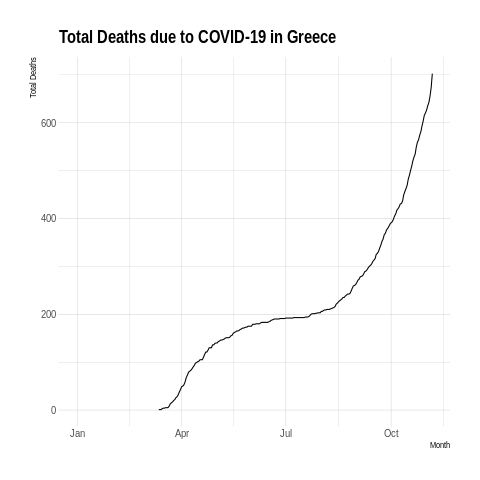 Total Deaths due to COVID-19 in Greece
Total Deaths
600
400
200
0
Jan Apr Jul Oct
Month